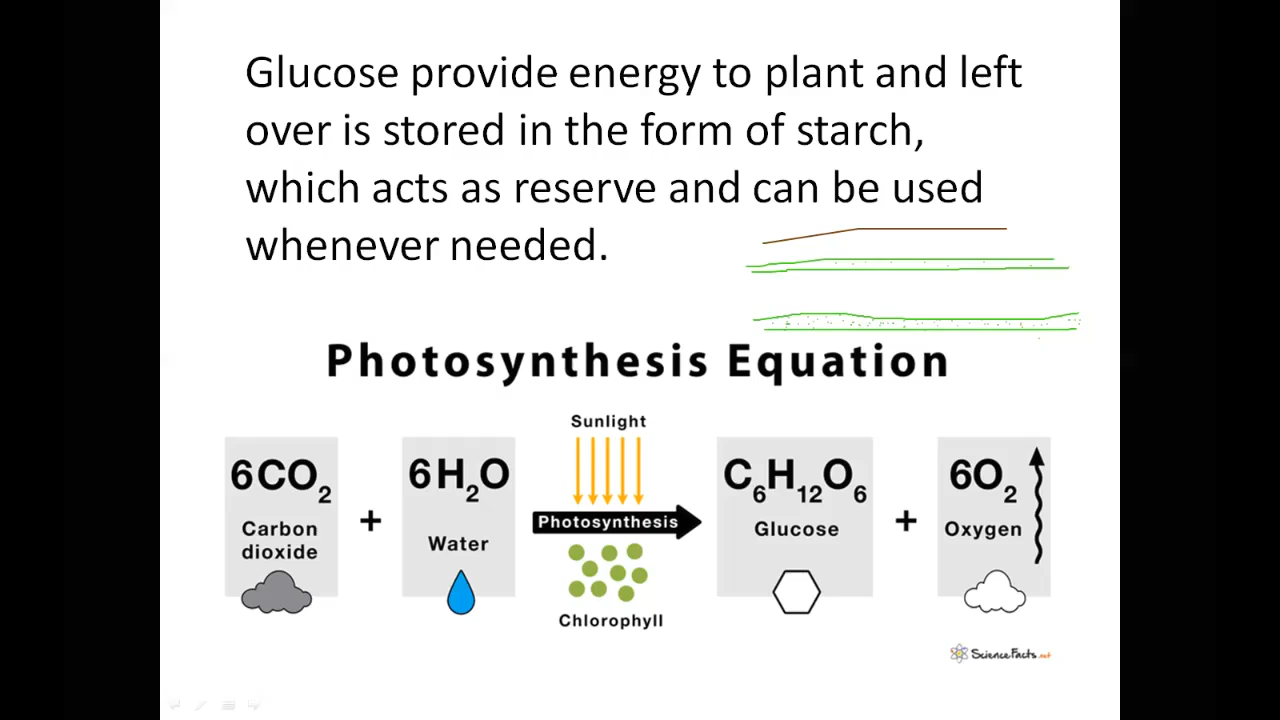 Glucose provide energy to plant and left
over is stored in the form of starch,
which acts as reserve and can be used
whenever needed.
Photosynthesis Equation
6CO₂ + 6H₂O Sunlight Photosynthesis Chlorophyll C₆H₁₂O₆ + 6O₂
Carbon dioxide Water Glucose Oxygen
ScienceFacts.net